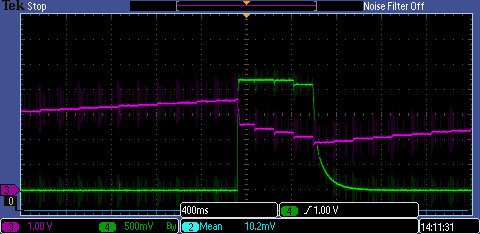 Tek Stop
Noise Filter Off
3
0
400ms
4 1.00 V
3 1.00 V
4 500mV
2 Mean 10.2mV
14:11:31